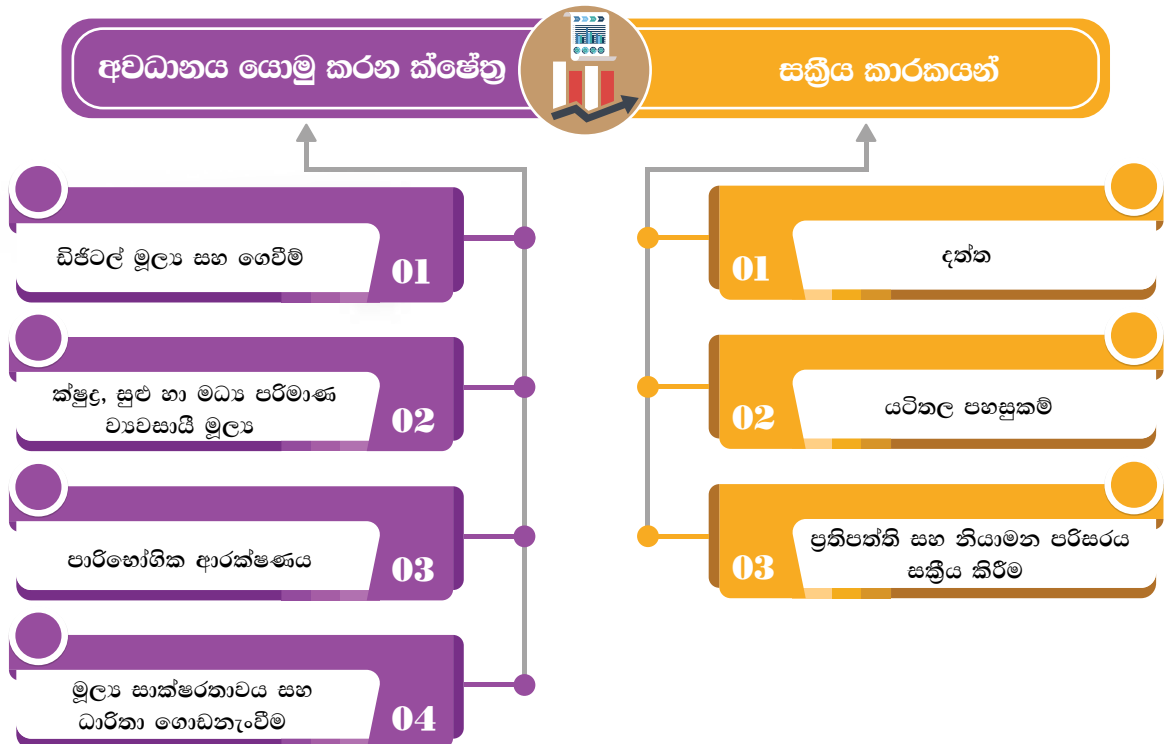 අවධානය යොමු කරන ක්ෂේත්‍ර
සක්‍රීය කාරකයන්
ඩිජිටල් මූල්‍ය සහ ගෙවීම්
01
ක්ෂුද්‍ර, සුළු හා මධ්‍ය පරිමාණ
ව්‍යවසායී මූල්‍ය
02
පාරිභෝගික ආරක්ෂණය
03
මූල්‍ය සාක්ෂරතාවය සහ
ධාරිතා ගොඩනැංවීම
04
01
දත්ත
02
යටිතල පහසුකම්
03
ප්‍රතිපත්ති සහ නියාමන පරිසරය
සක්‍රීය කිරීම